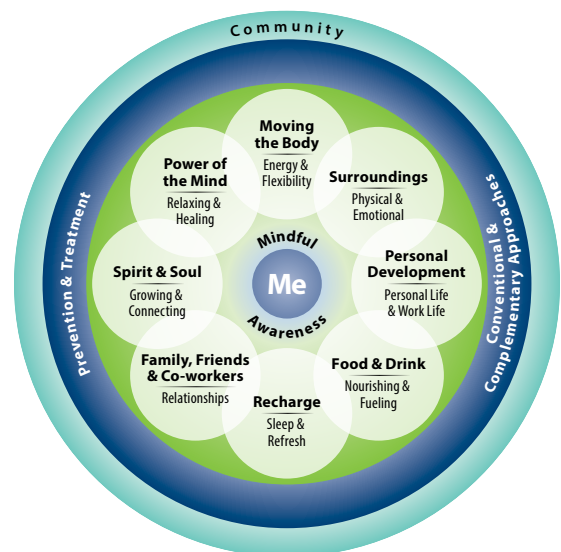 Community
Prevention & Treatment
Conventional &
Complementary Approaches
Moving
the Body
Energy &
Flexibility
Surroundings
Physical &
Emotional
Personal
Development
Personal Life
& Work Life
Food & Drink
Nourishing &
Fueling
Recharge
Sleep &
Refresh
Family, Friends
& Co-workers
Relationships
Spirit & Soul
Growing &
Connecting
Power of
the Mind
Relaxing &
Healing
Mindful
Me
Awareness